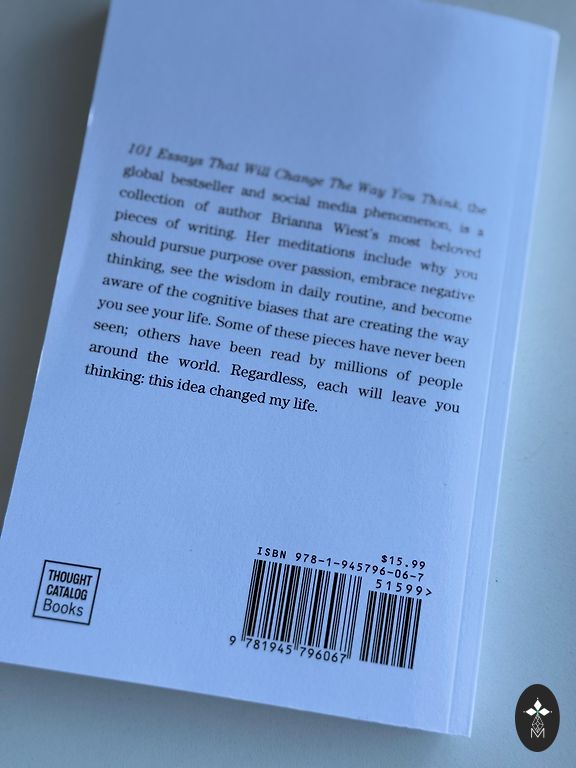 101 Essays That Will Change The Way You Think, the
global bestseller and social media phenomenon, is a
collection of author Brianna Wiest's most beloved
pieces of writing. Her meditations include why you
should pursue purpose over passion, embrace negative
thinking, see the wisdom in daily routine, and become
aware of the cognitive biases that are creating the way
you see your life. Some of these pieces have never been
seen; others have been read by millions of people
around the world. Regardless, each will leave you
thinking: this idea changed my life.
THOUGHT
CATALOG
Books
$15.99
ISBN 978-1-945796-06-7
51599>
9 781945 796067
M